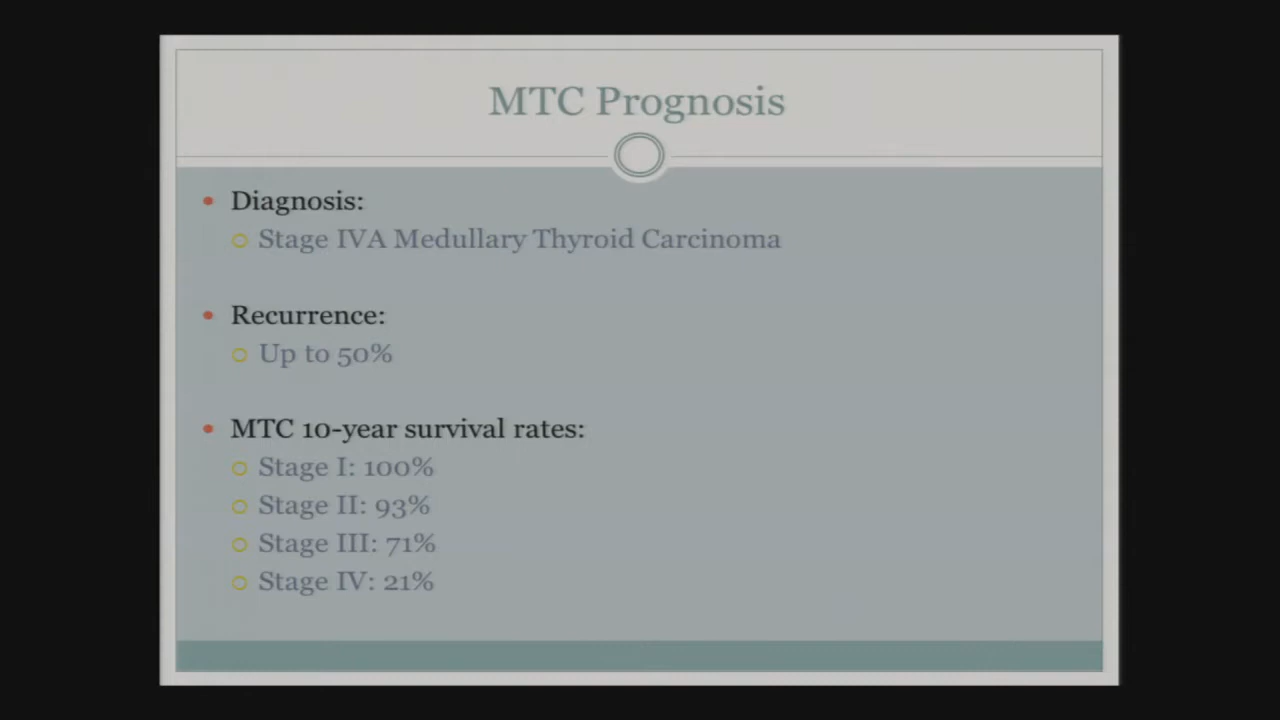 MTC Prognosis
Diagnosis:
Stage IVA Medullary Thyroid Carcinoma
Recurrence:
Up to 50%
MTC 10-year survival rates:
Stage I: 100%
Stage II: 93%
Stage III: 71%
Stage IV: 21%